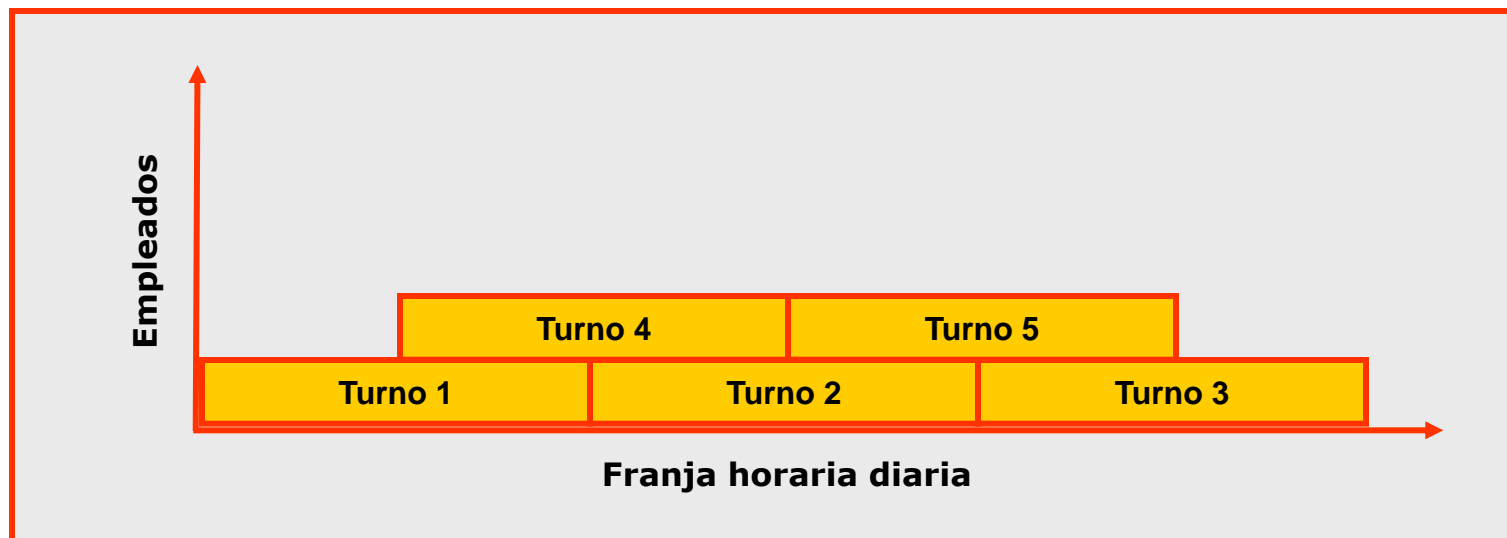 Empleados
Turno 4
Turno 5
Turno 1
Turno 2
Turno 3
Franja horaria diaria